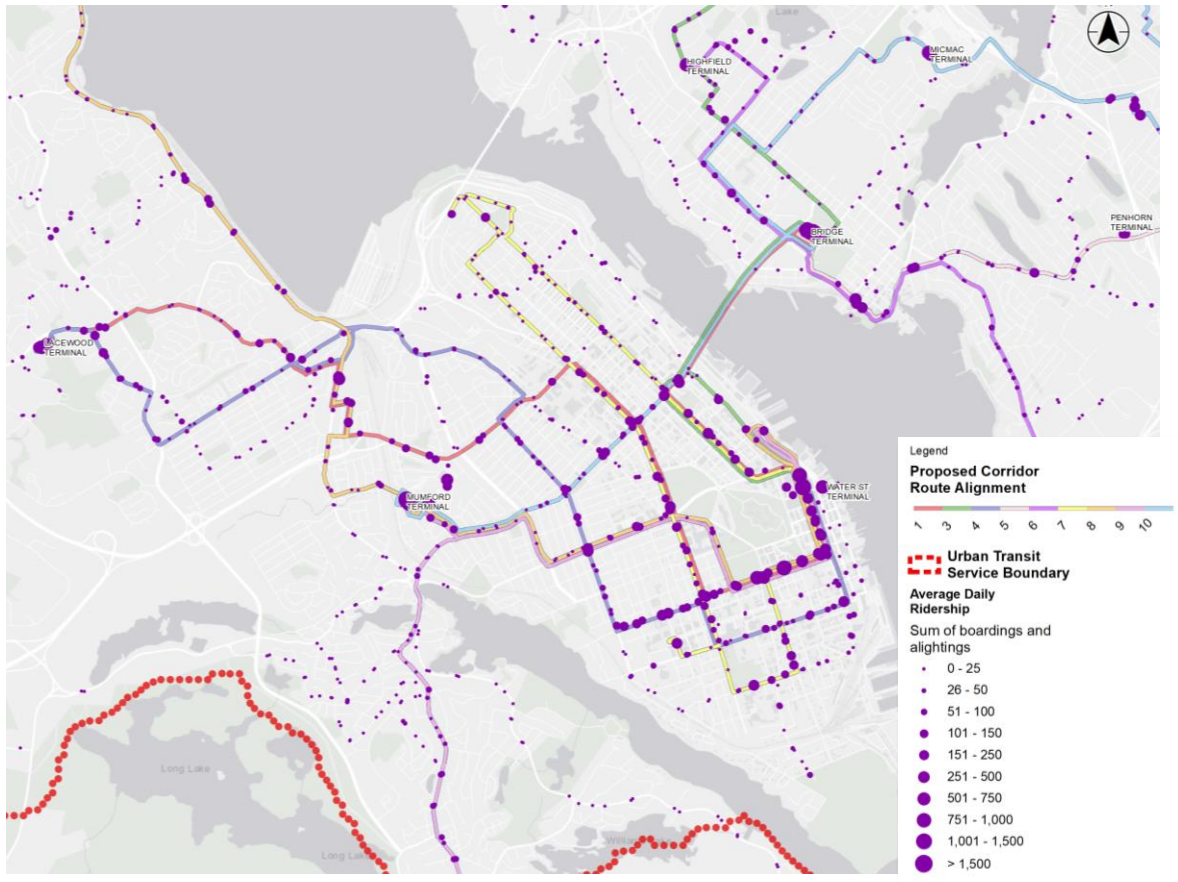 Lake
HIGHFIELD
TERMINAL
MICMAC
TERMINAL
PENHORN
TERMINAL
BRIDGE
TERMINAL
LACEWOOD
TERMINAL
MUMFORD
TERMINAL
WATER ST
TERMINAL
Long Lake
Long Lake
Legend
Proposed Corridor
Route Alignment
1 3 4 5 6 7 8 9 10
Urban Transit
Service Boundary
Average Daily
Ridership
Sum of boardings and
alightings
0 - 25
26 - 50
51 - 100
101 - 150
151 - 250
251 - 500
501 - 750
751 - 1,000
1,001 - 1,500
> 1,500